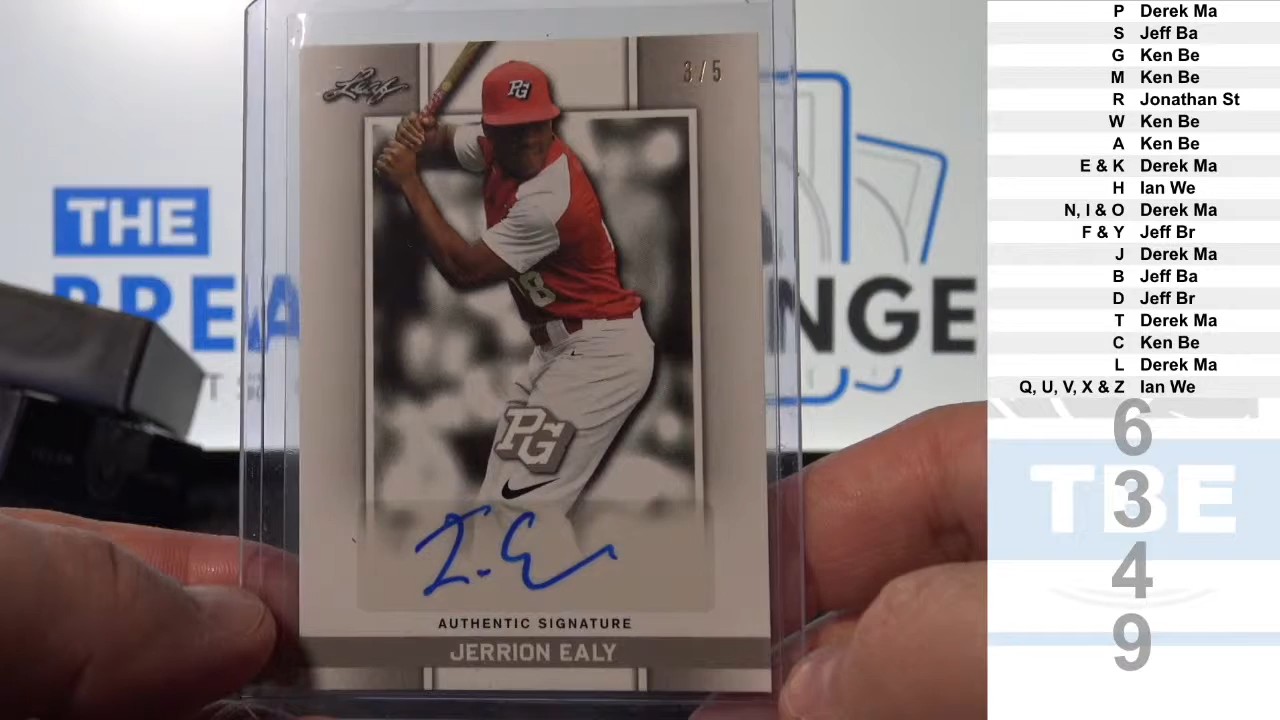 Leaf
3/5
PG
THE
BREA
NGE
18
PG
AUTHENTIC SIGNATURE
JERRION EALY
P Derek Ma
S Jeff Ba
G Ken Be
M Ken Be
R Jonathan St
W Ken Be
A Ken Be
E & K Derek Ma
H Ian We
N, I & O Derek Ma
F & Y Jeff Br
J Derek Ma
B Jeff Ba
D Jeff Br
T Derek Ma
C Ken Be
L Derek Ma
Q, U, V, X & Z Ian We
6
TBE
3
4
9